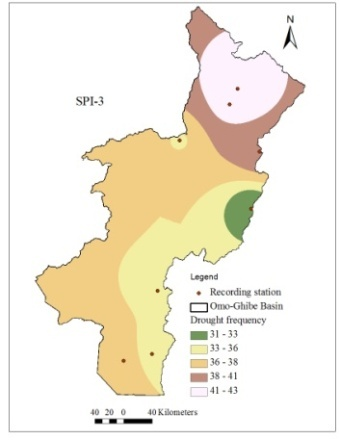 N
SPI-3
Legend
Recording station
Omo-Ghibe Basin
Drought frequency
31 - 33
33 - 36
36 - 38
38 - 41
41 - 43
40 20 0 40 Kilometers